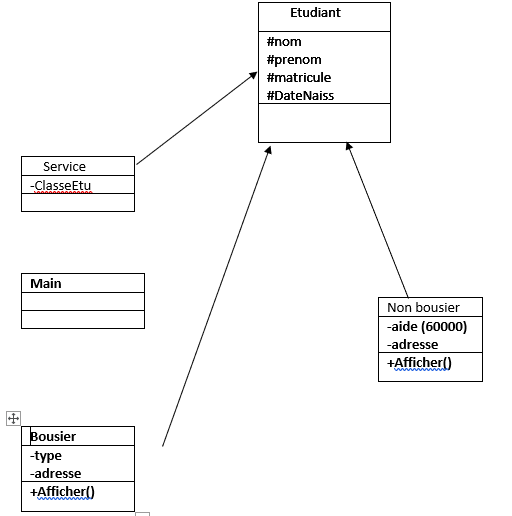 Etudiant
#nom
#prenom
#matricule
#DateNaiss
Service
-ClasseEtu
Main
Non bousier
-aide (60000)
-adresse
+Afficher()
Bousier
-type
-adresse
+Afficher()